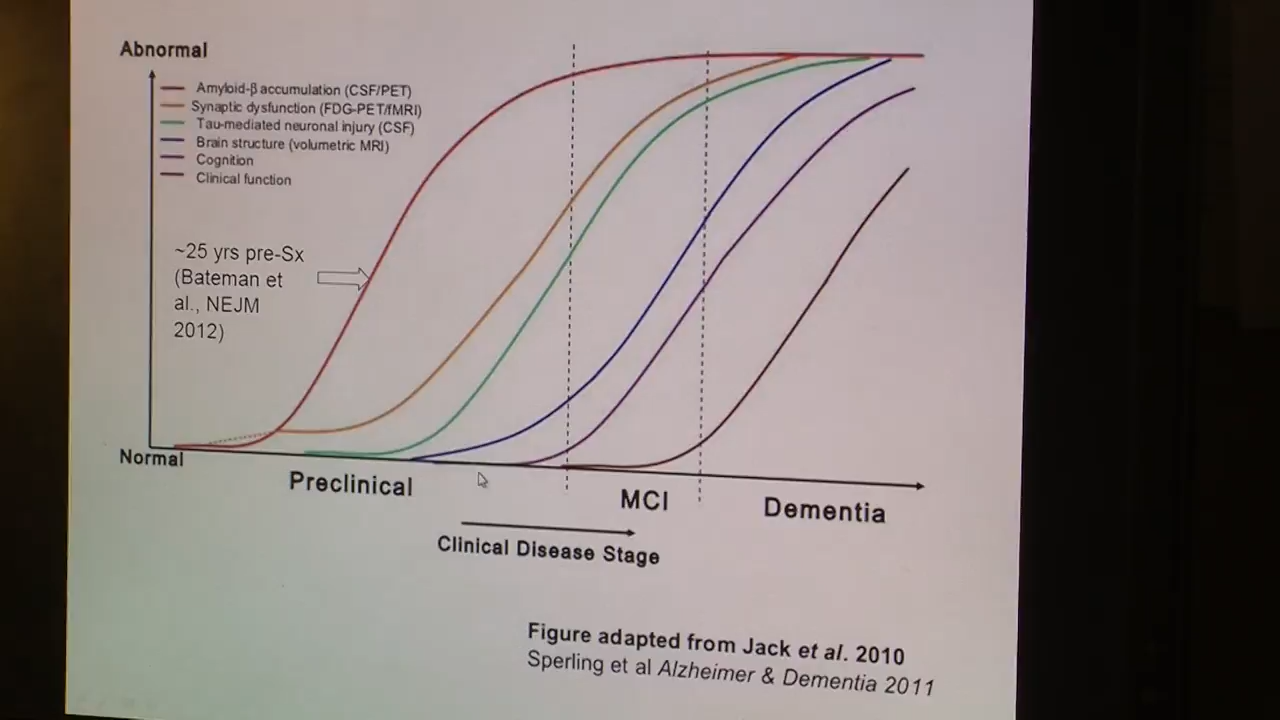 Abnormal
Amyloid-β accumulation (CSF/PET)
Synaptic dysfunction (FDG-PET/fMRI)
Tau-mediated neuronal injury (CSF)
Brain structure (volumetric MRI)
Cognition
Clinical function
~25 yrs pre-Sx
(Bateman et
al., NEJM
2012)
Normal
Preclinical
MCI
Dementia
Clinical Disease Stage
Figure adapted from Jack et al. 2010
Sperling et al Alzheimer & Dementia 2011